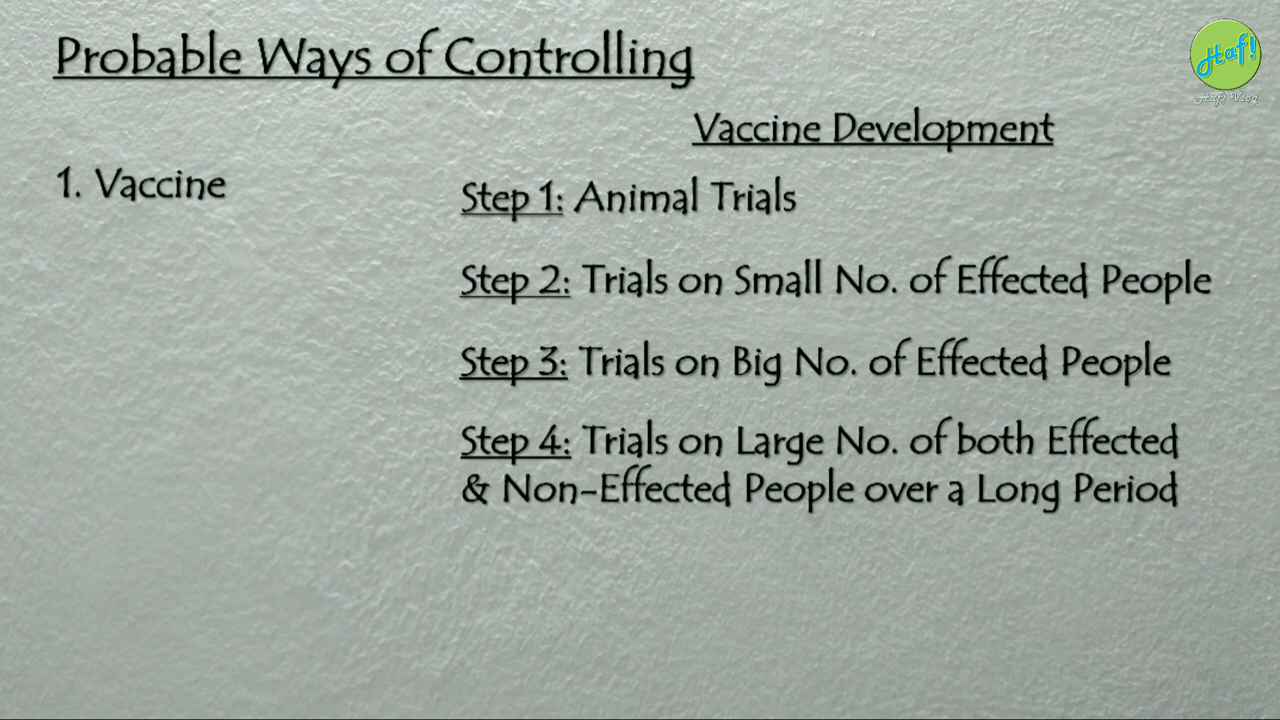 Probable Ways of Controlling
Haf!
Haf! Vlog
Vaccine Development
1. Vaccine
Step 1: Animal Trials
Step 2: Trials on Small No. of Effected People
Step 3: Trials on Big No. of Effected People
Step 4: Trials on Large No. of both Effected
& Non-Effected People over a Long Period